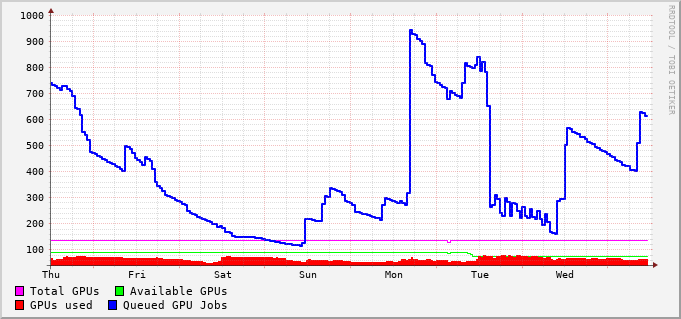 1000
900
800
700
600
500
400
300
200
100
Thu Fri Sat Sun Mon Tue Wed
Total GPUs Available GPUs
GPUs used Queued GPU Jobs
RRDTOOL / TOBI OETIKER